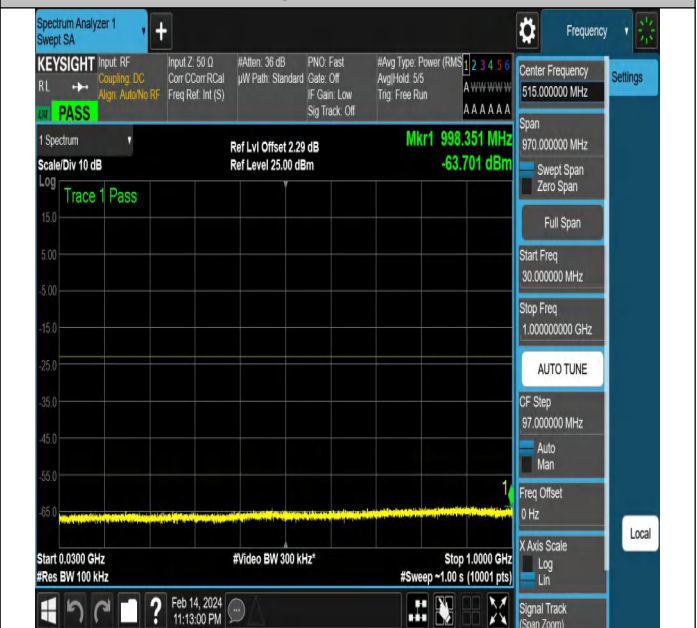 Spectrum Analyzer 1
Swept SA
+
Frequency
KEYSIGHT
RL
PASS
Input: RF
Coupling: DC
Align: Auto/No RF
Input Z: 50 Ω
Corr CCorr RCal
Freq Ref: Int (S)
#Atten: 36 dB
µW Path: Standard
PNO: Fast
Gate: Off
IF Gain: Low
Sig Track: Off
#Avg Type: Power (RMS
Avg|Hold: 5/5
Trig: Free Run
1 2 3 4 5 6
A W W W W W
A A A A A A
1 Spectrum
Scale/Div 10 dB
Ref Lvl Offset 2.29 dB
Ref Level 25.00 dBm
Mkr1 998.351 MHz
-63.701 dBm
Log
Trace 1 Pass
15.0
5.00
-5.00
-15.0
-25.0
-35.0
-45.0
-55.0
-65.0
1
Start 0.0300 GHz
#Res BW 100 kHz
#Video BW 300 kHz*
Stop 1.0000 GHz
#Sweep ~1.00 s (10001 pts)
?
Feb 14, 2024
11:13:00 PM
Center Frequency
515.000000 MHz
Span
970.000000 MHz
Swept Span
Zero Span
Full Span
Start Freq
30.000000 MHz
Stop Freq
1.000000000 GHz
AUTO TUNE
CF Step
97.000000 MHz
Auto
Man
Freq Offset
0 Hz
X Axis Scale
Log
Lin
Signal Track
(Span Zoom)
Settings
Local